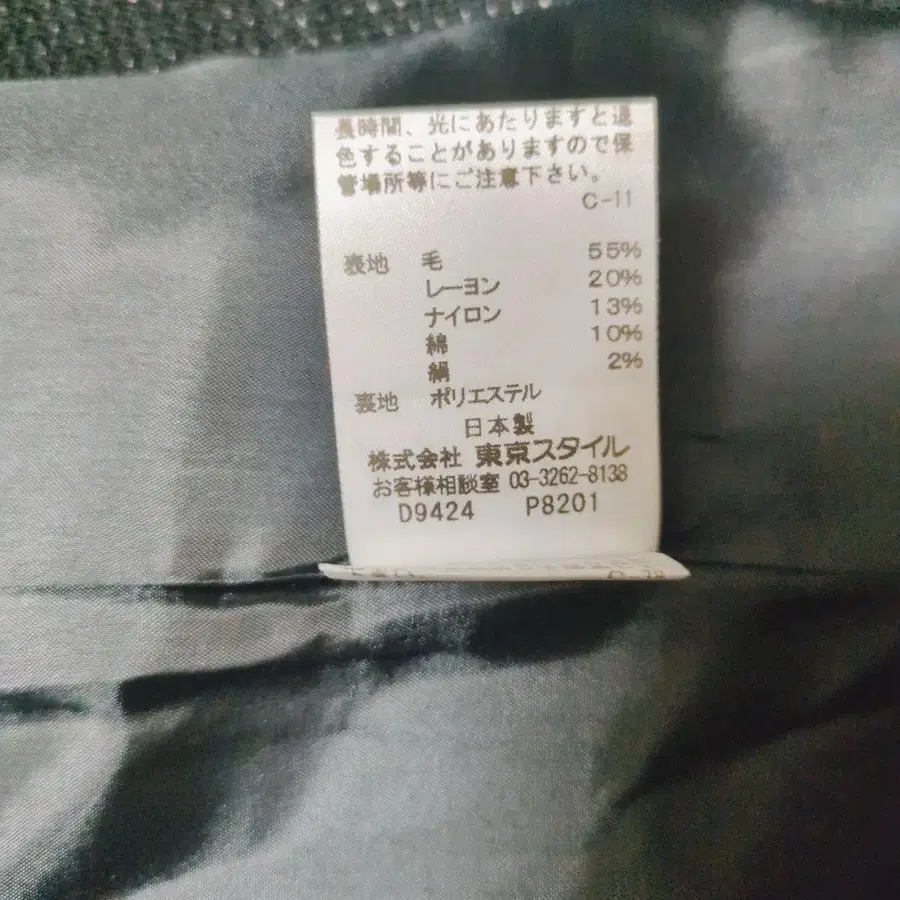 長時間、光にあたりますと退
色することがありますので保
管場所等にご注意下さい。
C-11
表地 毛 55%
レーヨン 20%
ナイロン 13%
綿 10%
絹 2%
裏地 ポリエステル
日本製
株式会社 東京スタイル
お客様相談室 03-3262-8138
D9424 P8201